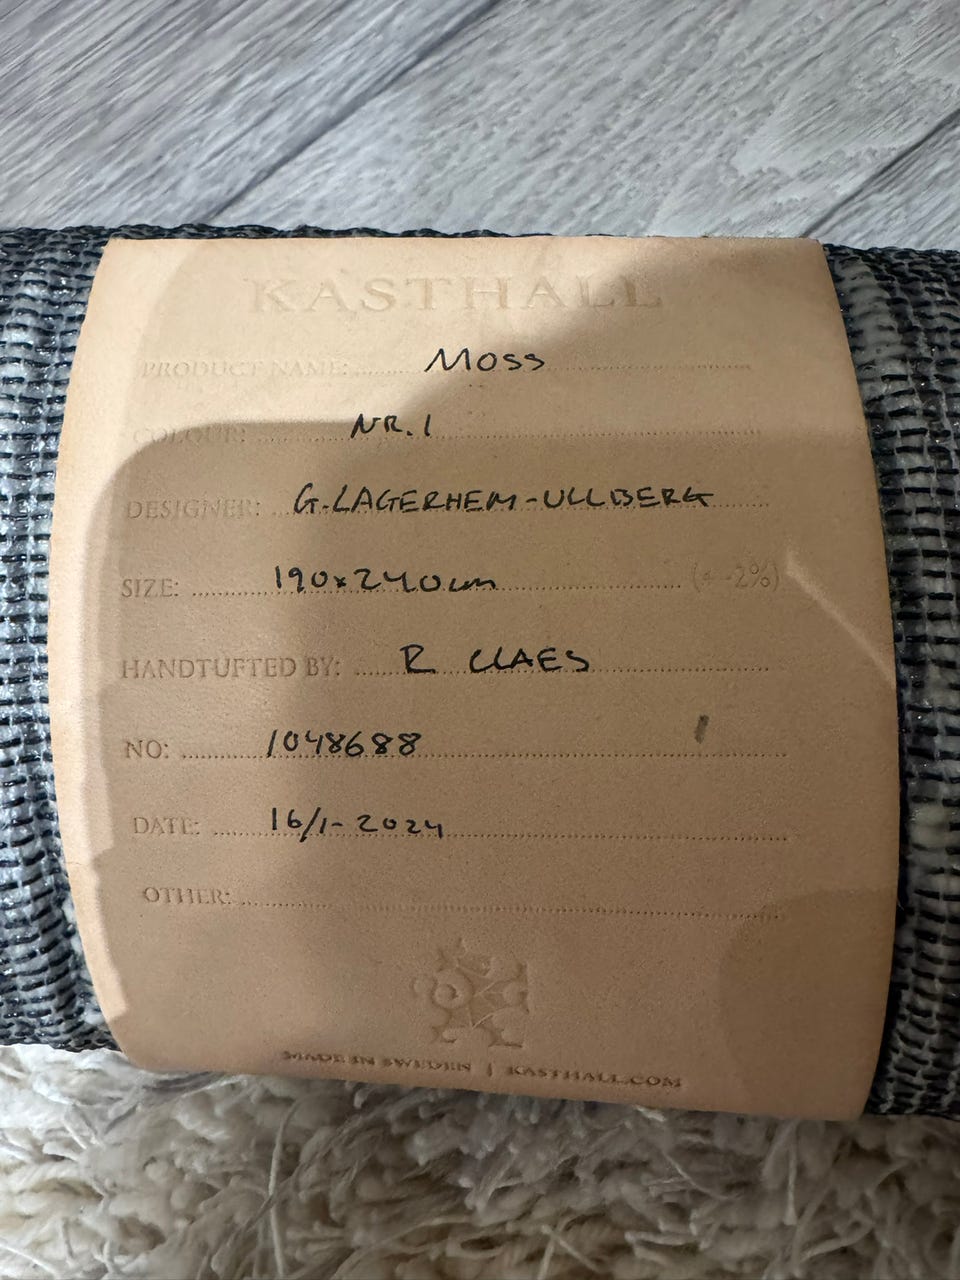 KASTHALL
PRODUCT NAME: MOSS
COLOUR: NR. 1
DESIGNER: G. LAGERHEM-ULLBERG
SIZE: 190x240cm (+-2%)
HANDTUFTED BY: R CLAES
NO: 1048688
DATE: 16/1-2024
OTHER:
MADE IN SWEDEN | KASTHALL.COM